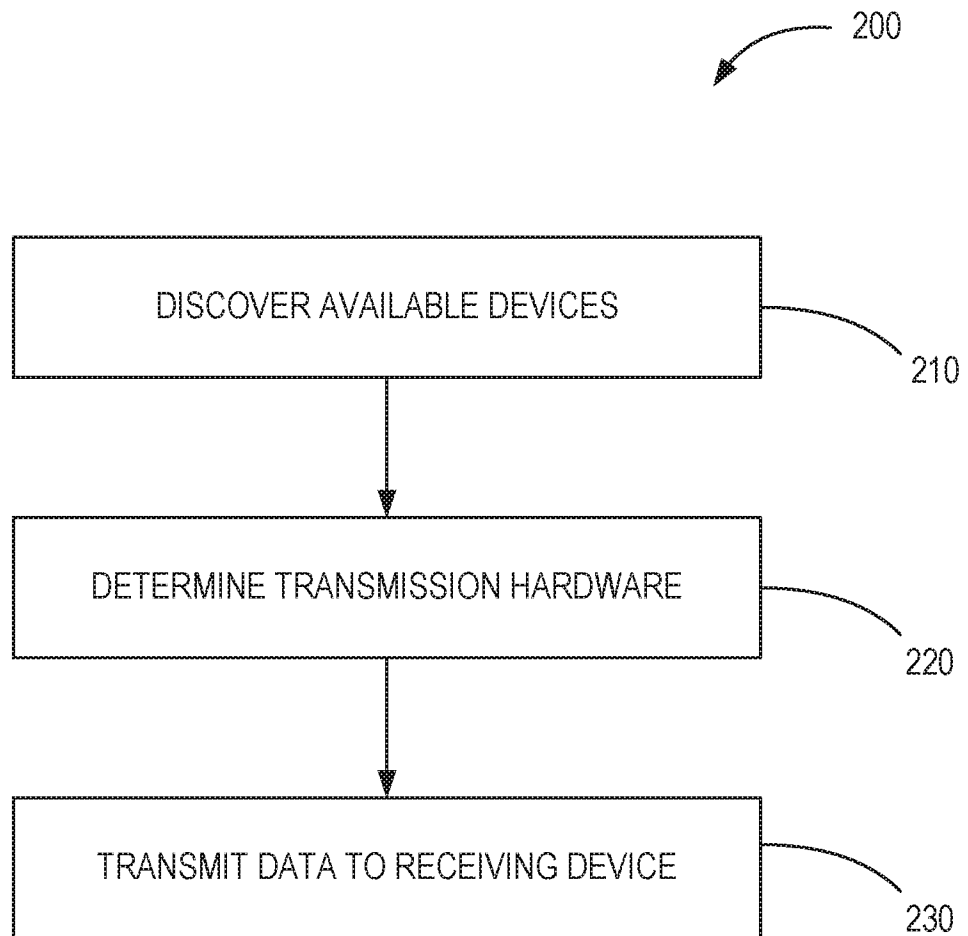 200
DISCOVER AVAILABLE DEVICES
210
DETERMINE TRANSMISSION HARDWARE
220
TRANSMIT DATA TO RECEIVING DEVICE
230